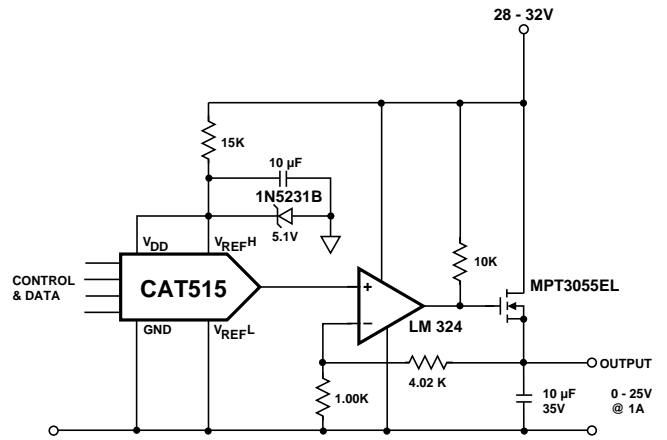 28 - 32V
15K
10 µF
1N5231B
5.1V
10K
VDD
VREFH
CONTROL
& DATA
CAT515
GND
VREFL
+
–
LM 324
MPT3055EL
4.02 K
1.00K
OUTPUT
10 µF
35V
0 - 25V
@ 1A